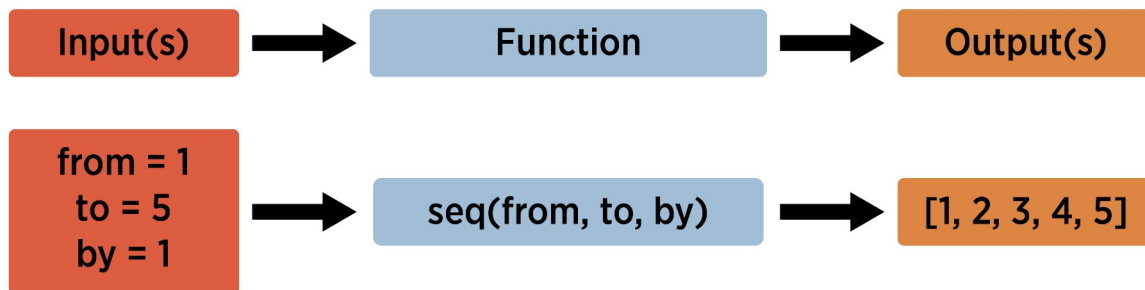 Input(s)
Function
Output(s)
from = 1
to = 5
by = 1
seq(from, to, by)
[1, 2, 3, 4, 5]